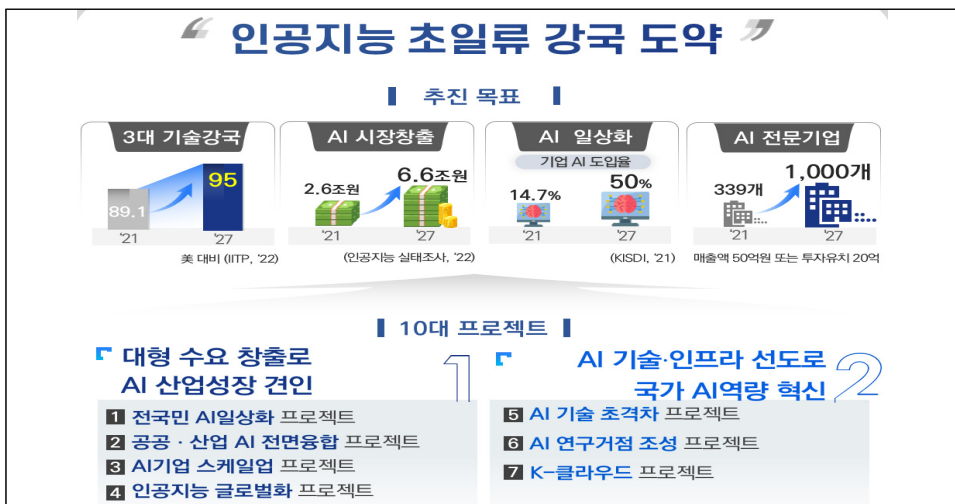 “ 인공지능 초일류 강국 도약 ”
추진 목표
3대 기술강국
89.1
95
'21
'27
美 대비 (IITP, '22)
AI 시장창출
2.6조원
6.6조원
'21
'27
(인공지능 실태조사, '22)
AI 일상화
기업 AI 도입율
14.7%
50%
'21
'27
(KISDI, '21)
AI 전문기업
339개
1,000개
'21
'27
매출액 50억원 또는 투자유치 20억
10대 프로젝트
대형 수요 창출로
AI 산업성장 견인
1
1 전국민 AI일상화 프로젝트
2 공공·산업 AI 전면융합 프로젝트
3 AI기업 스케일업 프로젝트
4 인공지능 글로벌화 프로젝트
AI 기술·인프라 선도로
국가 AI역량 혁신
2
5 AI 기술 초격차 프로젝트
6 AI 연구거점 조성 프로젝트
7 K-클라우드 프로젝트